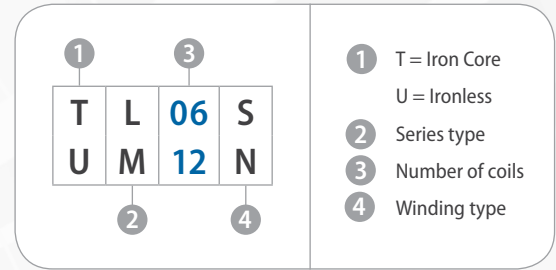 1 3
T L 06 S
U M 12 N
2 4
1 T = Iron Core
U = Ironless
2 Series type
3 Number of coils
4 Winding type